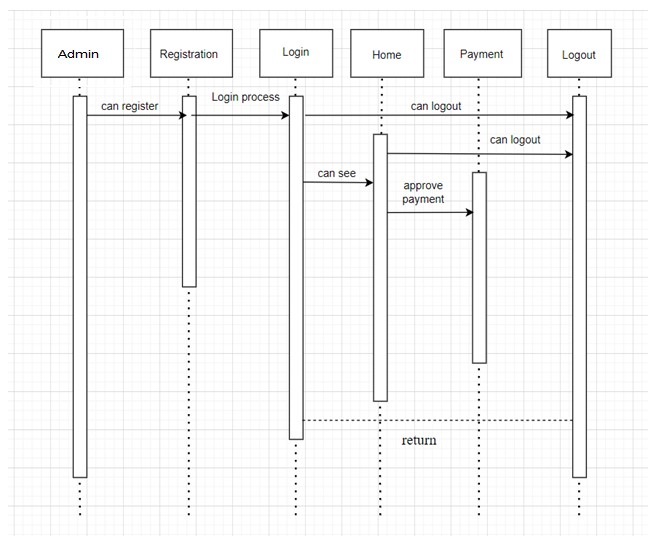 Admin
Registration
Login
Home
Payment
Logout
can register
Login process
can logout
can logout
can see
approve
payment
return